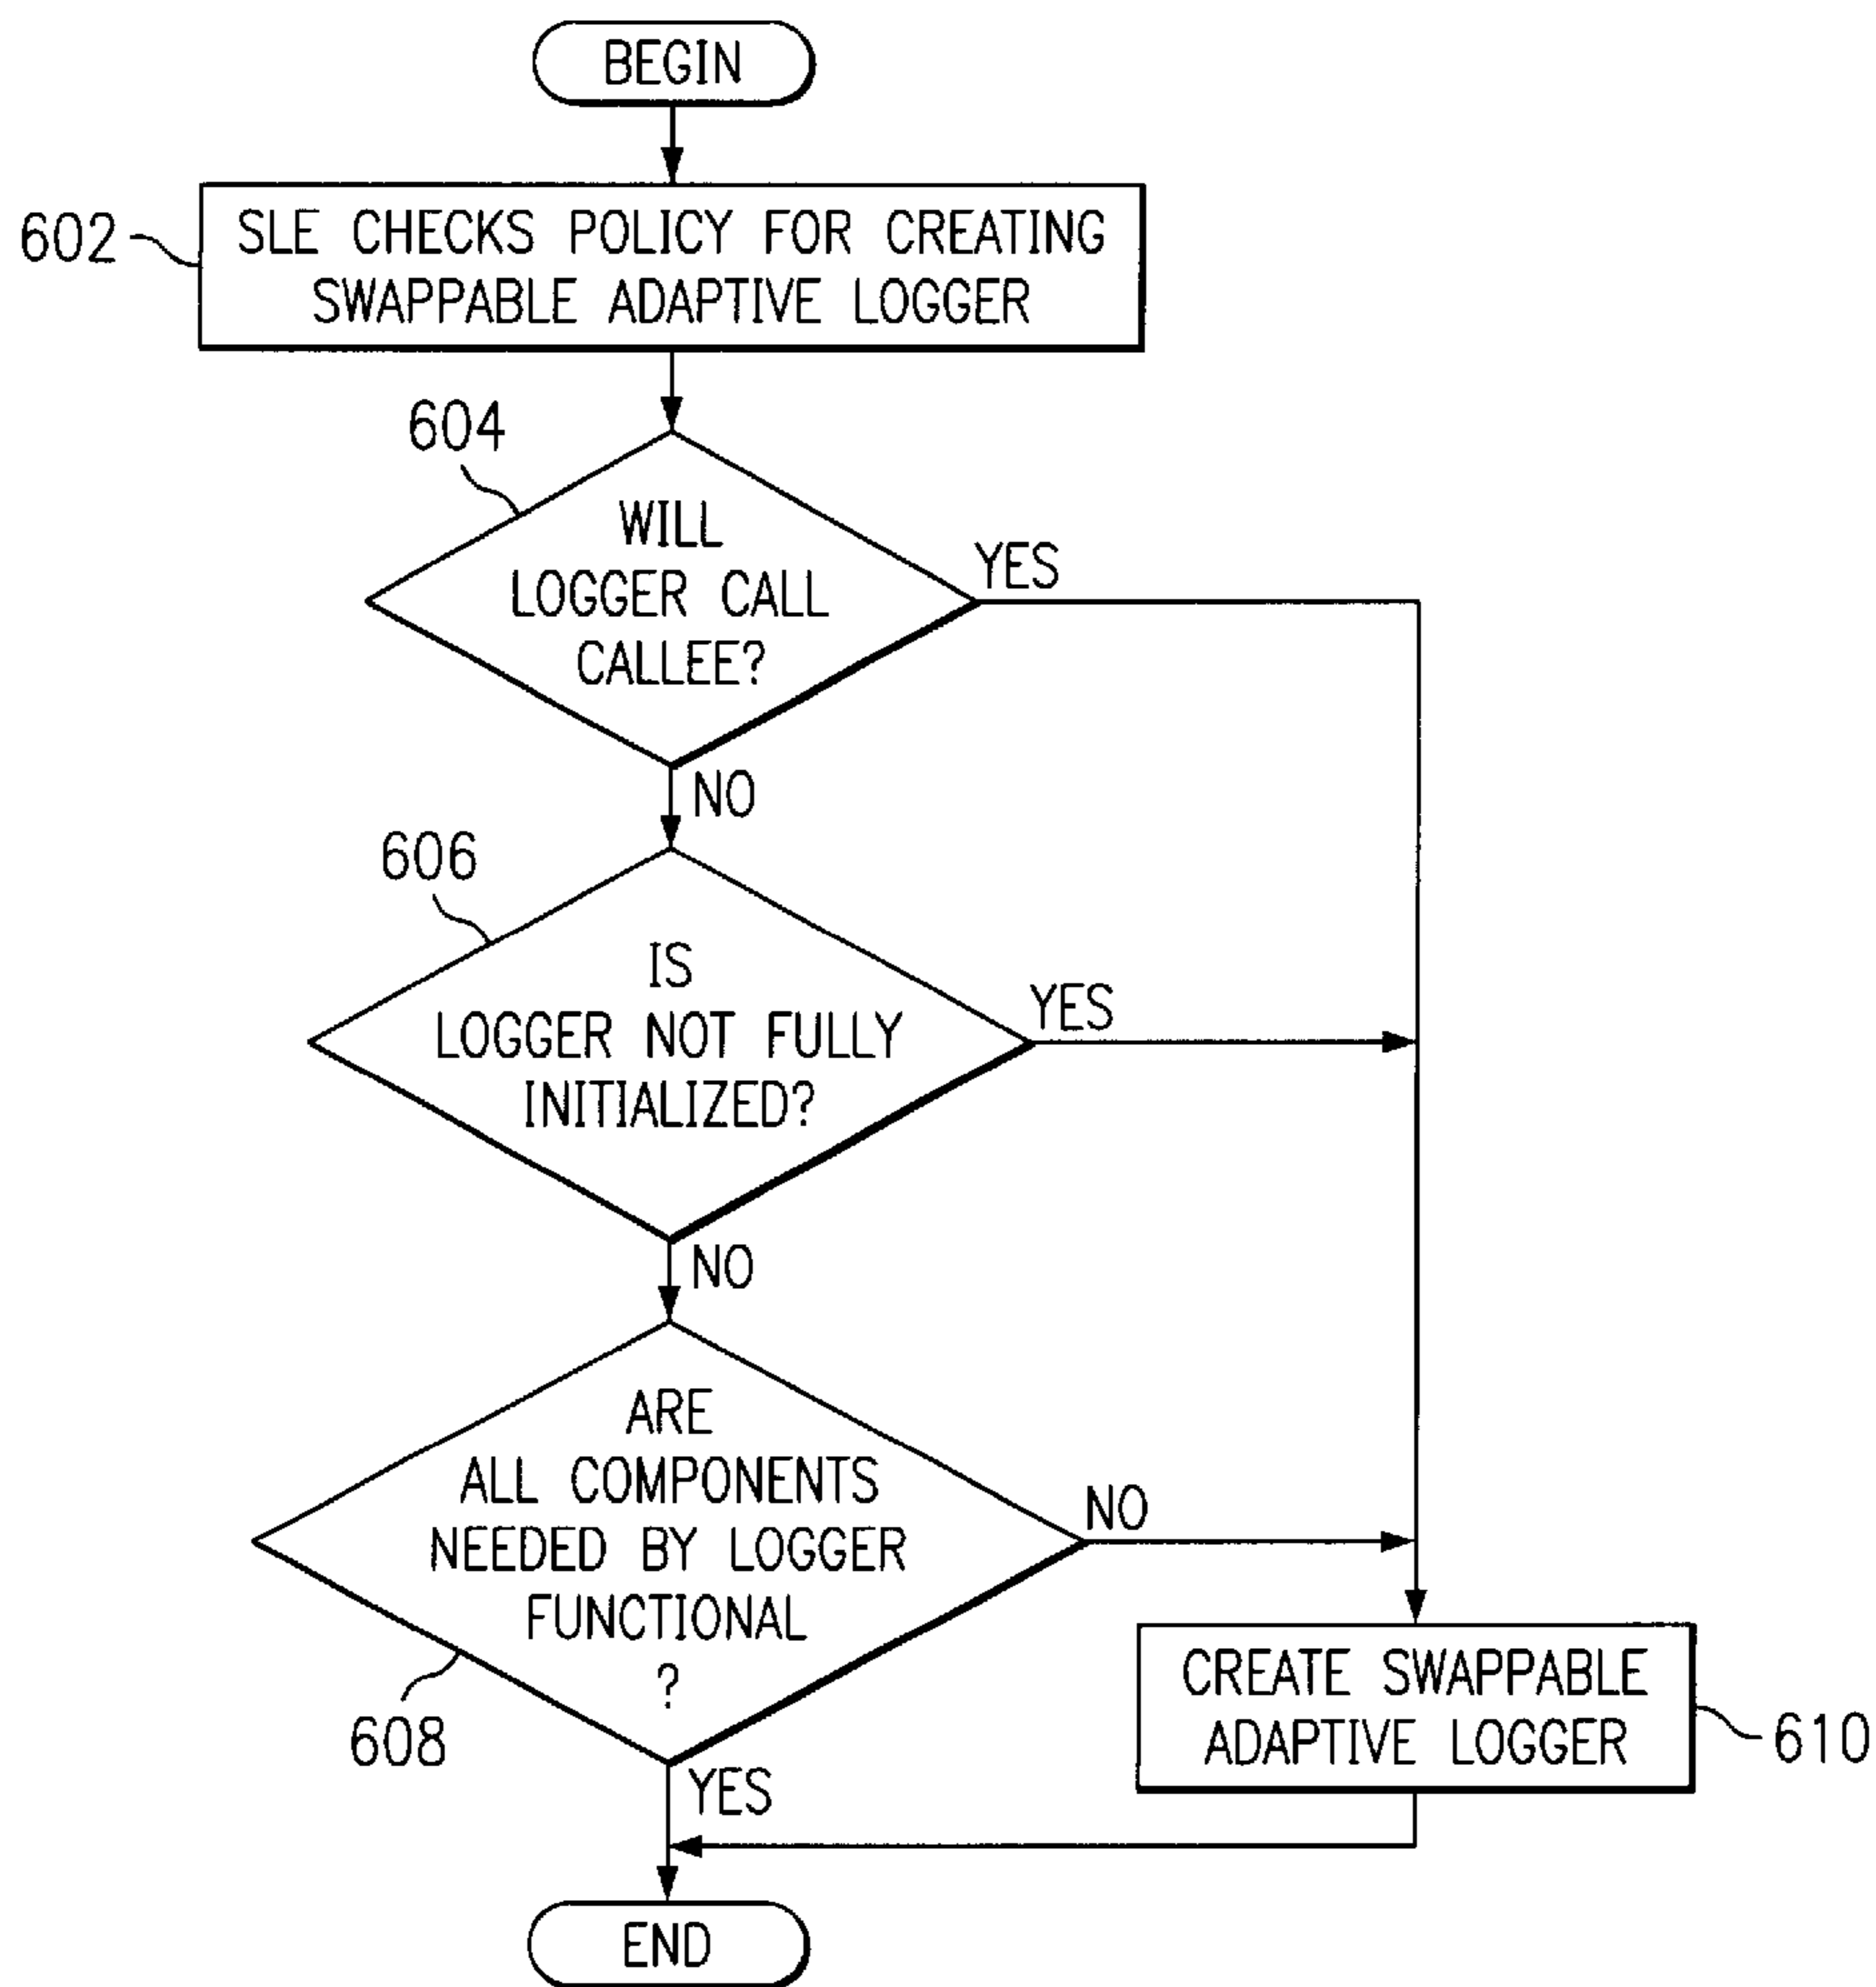 BEGIN
602
SLE CHECKS POLICY FOR CREATING
SWAPPABLE ADAPTIVE LOGGER
604
WILL
LOGGER CALL
CALLEE?
YES
NO
606
IS
LOGGER NOT FULLY
INITIALIZED?
YES
NO
ARE
ALL COMPONENTS
NEEDED BY LOGGER
FUNCTIONAL
?
NO
608
YES
CREATE SWAPPABLE
ADAPTIVE LOGGER
610
END